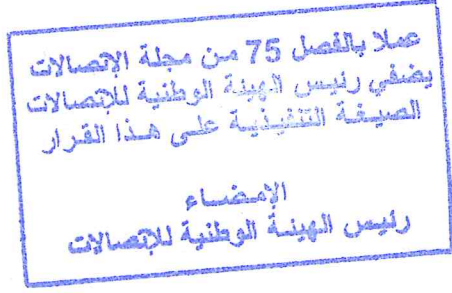 عملا بالفصل 75 من مجلة الإتصالات
يضفي رئيس الهيئة الوطنية للإتصالات
الصيغة التنفيذية على هذا القرار
الإمضاء
رئيس الهيئة الوطنية للإتصالات